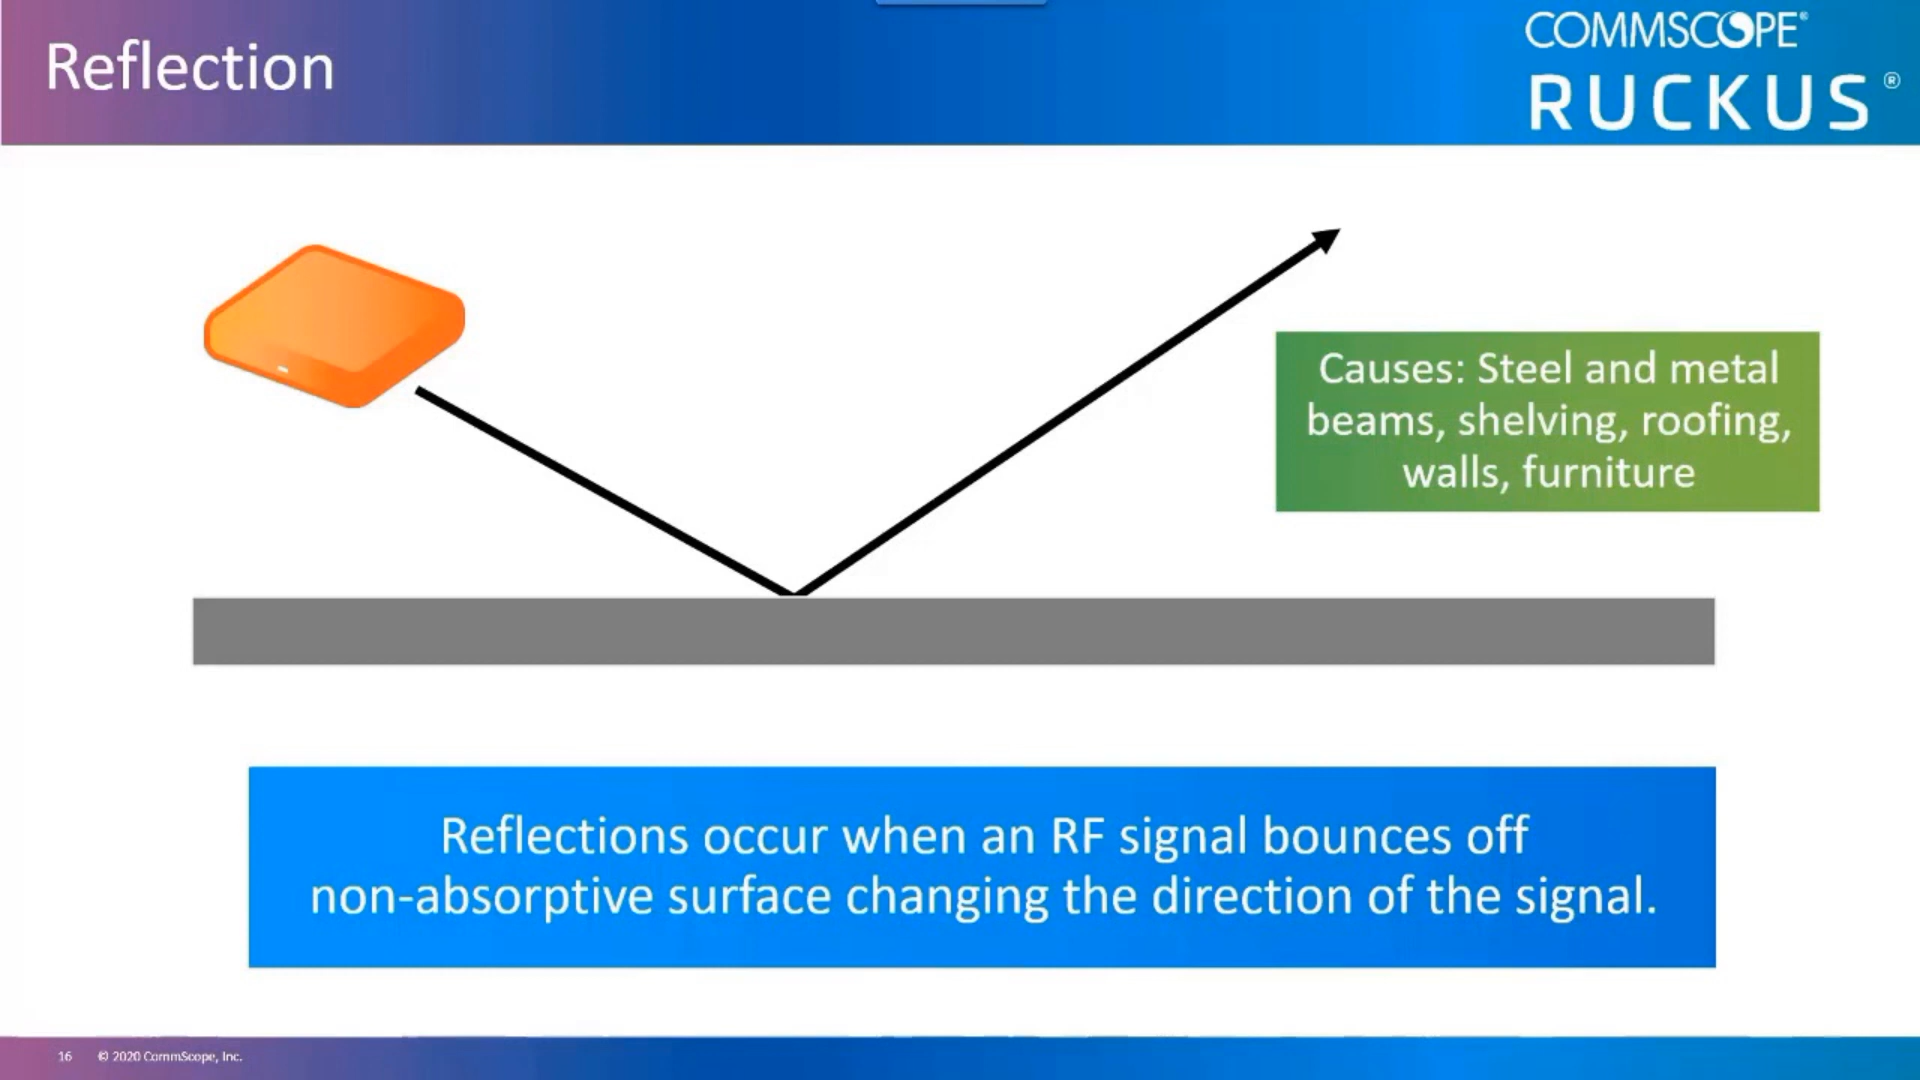 Reflection
COMMSCOPE®
RUCKUS®
Causes: Steel and metal
beams, shelving, roofing,
walls, furniture
Reflections occur when an RF signal bounces off
non-absorptive surface changing the direction of the signal.
16 © 2020 CommScope, Inc.